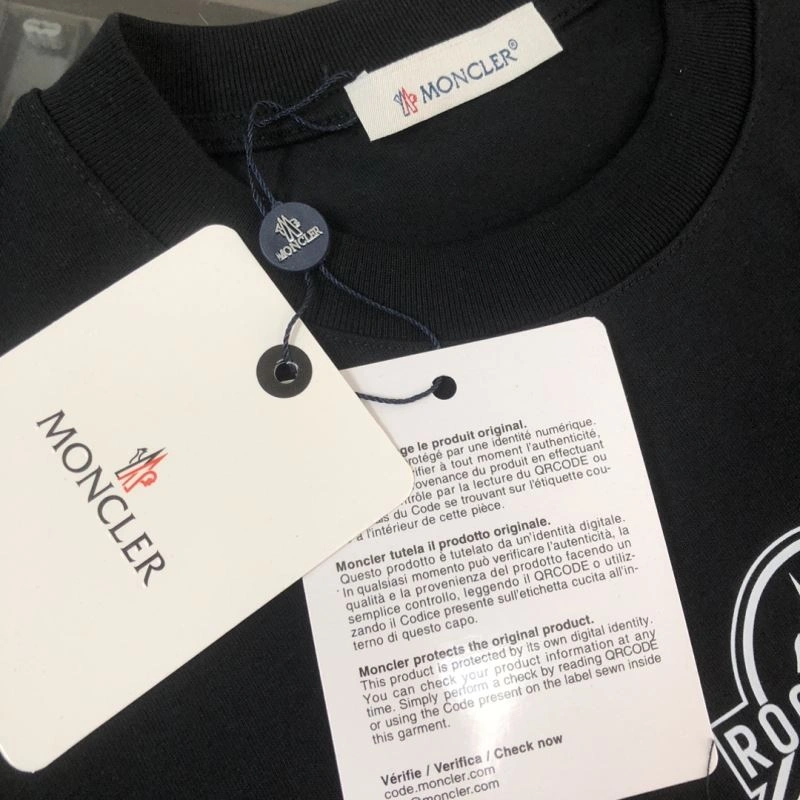 MONCLER®
MONCLER
MONCLER
ge le produit original.
rotégé par une identité numérique.
rifier à tout moment l'authenticité,
ovenance du produit en effectuant
ntrôle par la lecture du QRCODE ou
du Code se trouvant sur l'étiquette cou-
à l'intérieur de cette pièce.
Moncler tutela il prodotto originale.
Questo prodotto è tutelato da un'identità digitale.
In qualsiasi momento può verificare l'autenticità, la
qualità e la provenienza del prodotto facendo un
semplice controllo, leggendo il QRCODE o utiliz-
zando il Codice presente sull'etichetta cucita all'in-
terno di questo capo.
Moncler protects the original product.
This product is protected by its own digital identity.
You can check your product information at any
time. Simply perform a check by reading QRCODE
or using the Code present on the label sewn inside
this garment.
Vérifie / Verifica / Check now
code.moncler.com
@moncler.com
ROC